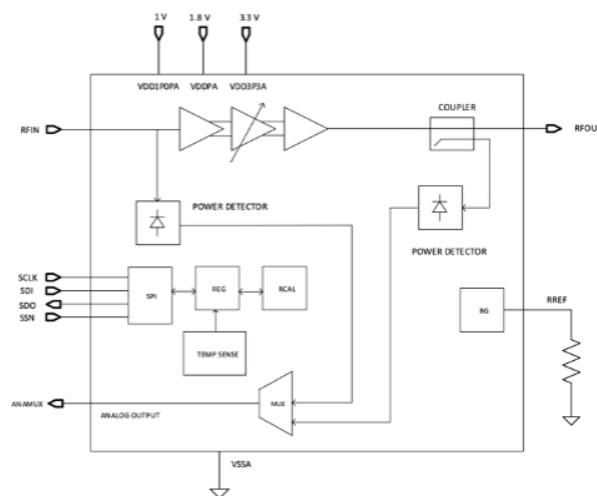 1 V
1.8 V
3.3 V
VDD1P0PA
VDDPA
VDD3P3A
COUPLER
RFIN
RFOU
POWER DETECTOR
POWER DETECTOR
SCLK
SDI
SDO
SSN
SPI
REG
RCAL
BG
RREF
TEMP SENSE
MUX
ANAMUX
ANALOG OUTPUT
VSSA